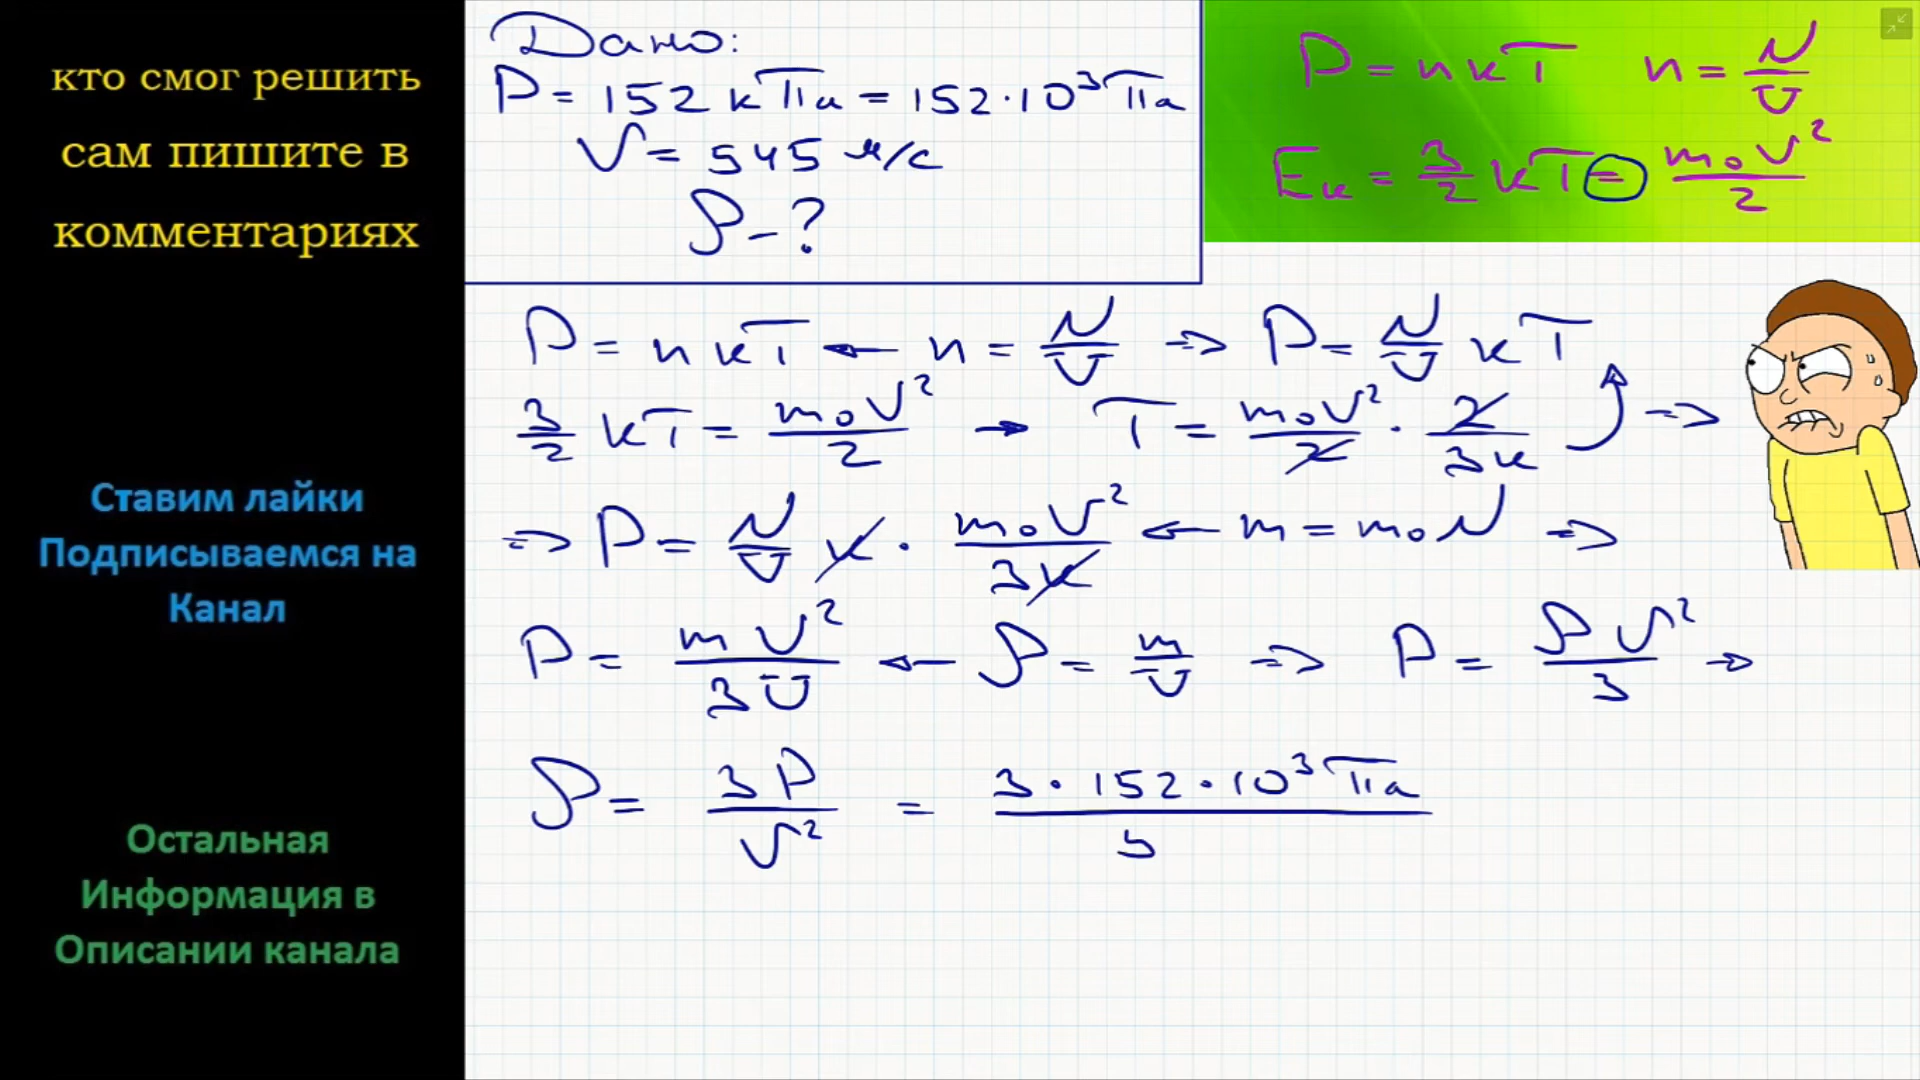 кто смог решить
сам пишите в
комментариях
Ставим лайки
Подписываемся на
Канал
Остальная
Информация в
Описании канала
Дано:
P = 152 кПа = 152·10³ Па
V = 545 м/с
ρ - ?
P = nkT n = N/V
Eк = 3/2 kT = m₀V²/2
P = nkT ← n = N/V ⇒ P = N/V kT
3/2 kT = m₀V²/2 → T = m₀V²/2 · 2/3k ⇒
⇒ P = N/V k · m₀V²/3k ← m = m₀N ⇒
P = mV²/3V ← ρ = m/V ⇒ P = ρV²/3 →
ρ = 3P/V² = 3·152·10³ Па/5